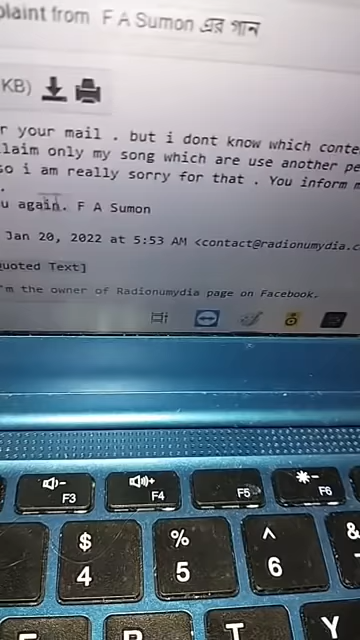 plaint from F A Sumon এর গান
KB)
r your mail . but i dont know which conte
laim only my song which are use another pe
so i am really sorry for that . You inform m
.
u again. F A Sumon
Jan 20, 2022 at 5:53 AM <contact@radionumydia.c
uoted Text]
'm the owner of Radionumydia page on Facebook.
F3 F4 F5 F6
$ % ^ &
4 5 6
R T Y